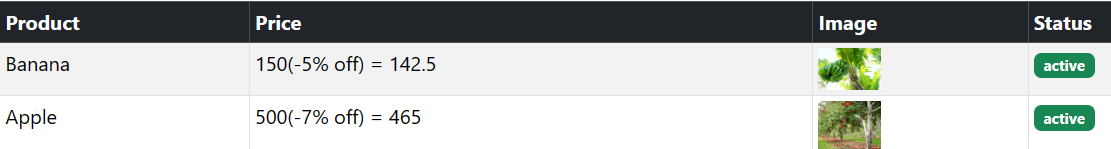 Product Price Image Status
Banana 150(-5% off) = 142.5 active
Apple 500(-7% off) = 465 active